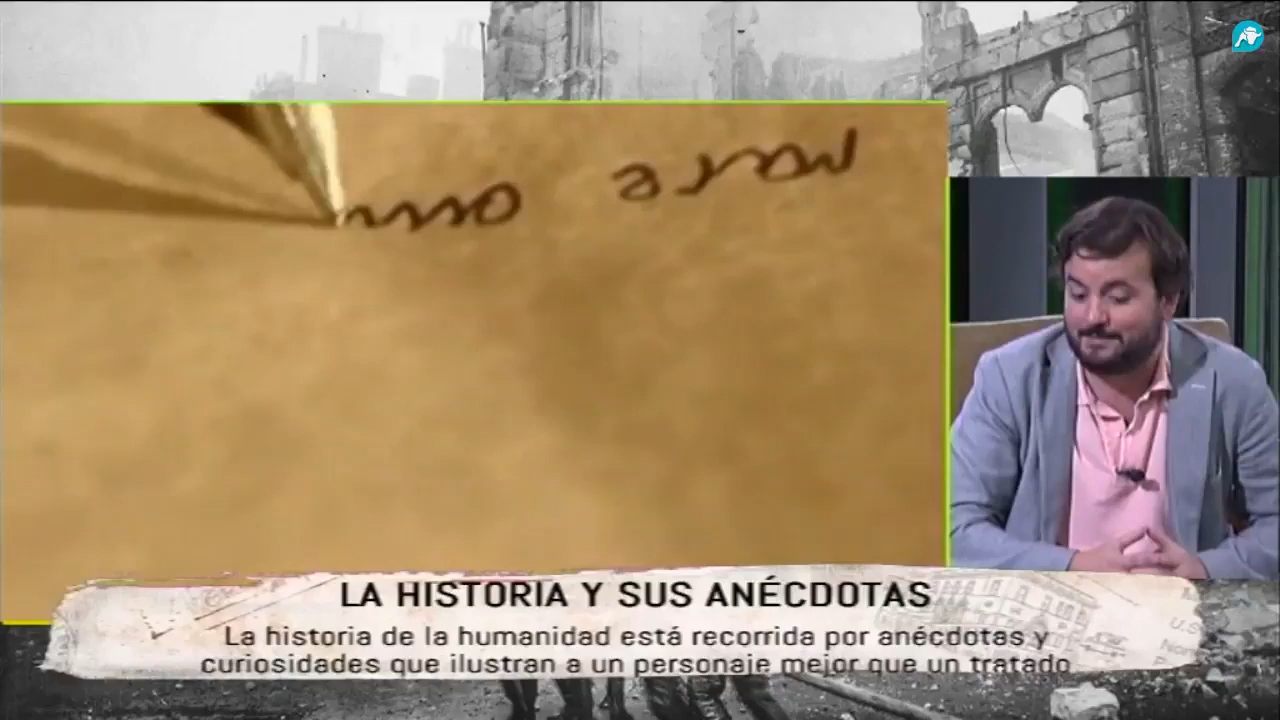 LA HISTORIA Y SUS ANÉCDOTAS
La historia de la humanidad está recorrida por anécdotas y
curiosidades que ilustran a un personaje mejor que un tratado